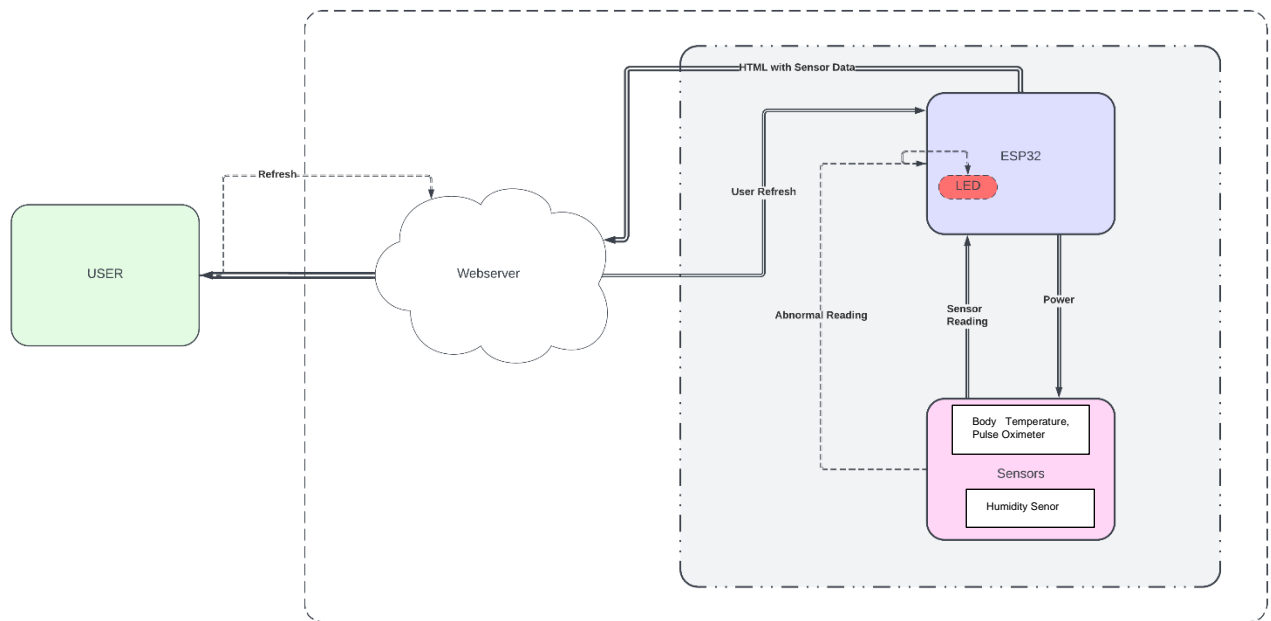 HTML with Sensor Data
ESP32
Refresh
LED
User Refresh
USER
Webserver
Abnormal Reading
Sensor
Reading
Power
Body Temperature,
Pulse Oximeter
Sensors
Humidity Senor